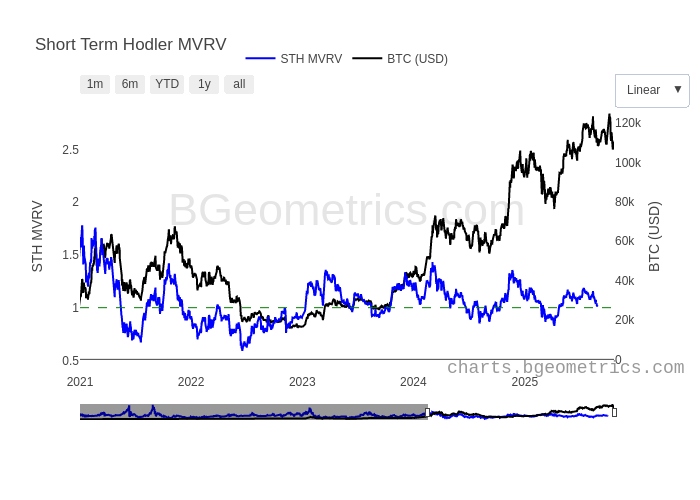 Short Term Hodler MVRV
STH MVRV BTC (USD)
1m 6m YTD 1y all
Linear ▼
2.5
2
1.5
1
0.5
STH MVRV
120k
100k
80k
60k
40k
20k
0
BTC (USD)
BGeometrics.com
2021 2022 2023 2024 2025
charts.bgeometrics.com